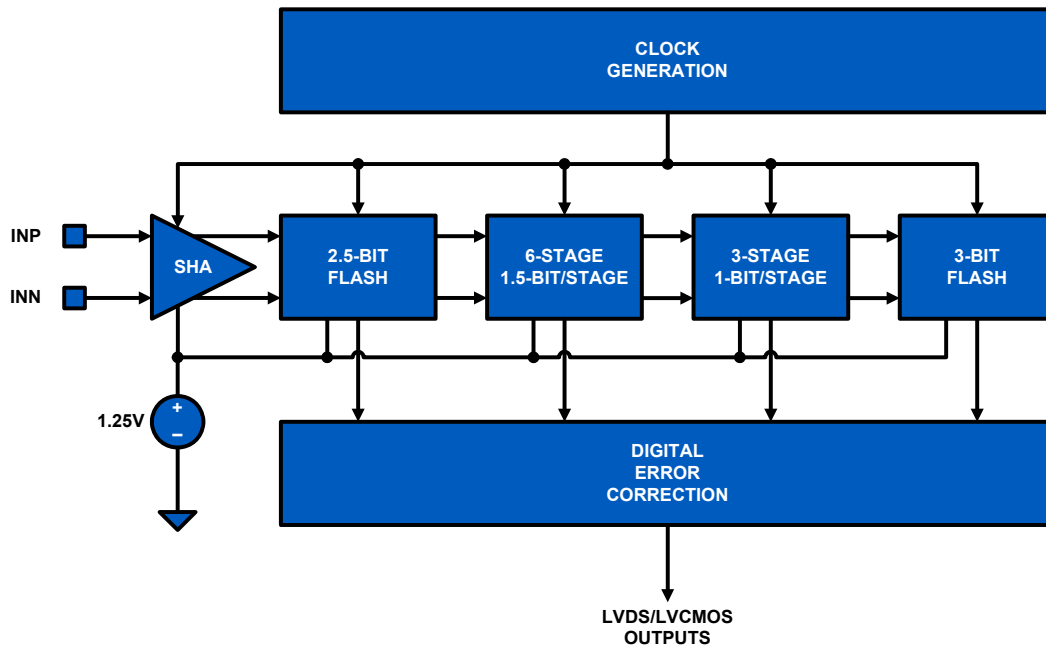 CLOCK
GENERATION
INP
INN
SHA
2.5-BIT
FLASH
6-STAGE
1.5-BIT/STAGE
3-STAGE
1-BIT/STAGE
3-BIT
FLASH
1.25V
+
–
DIGITAL
ERROR
CORRECTION
LVDS/LVCMOS
OUTPUTS